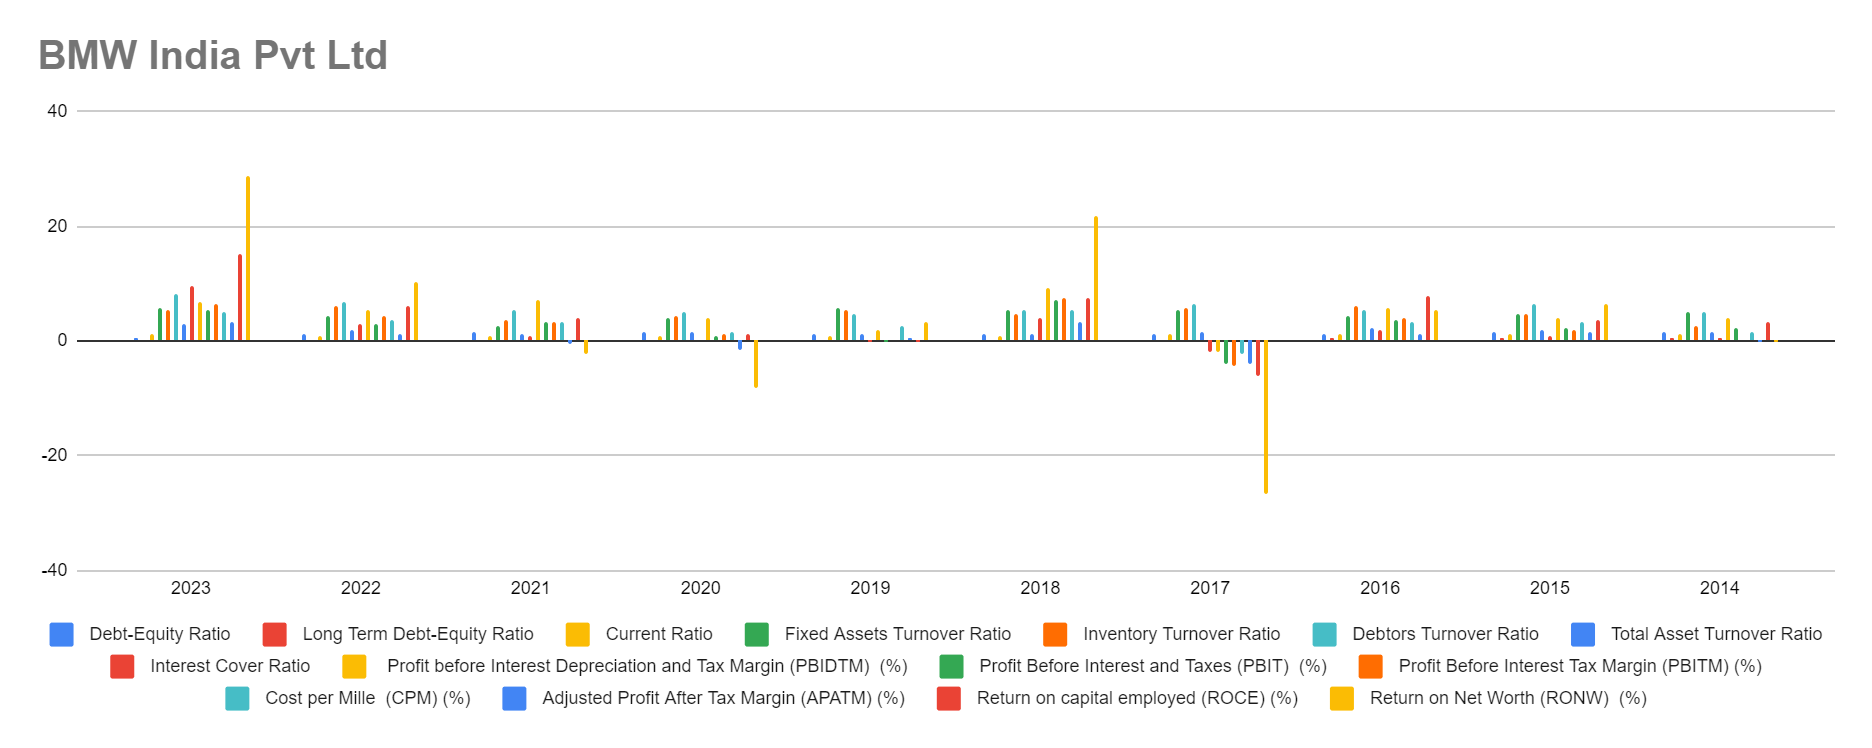 BMW India Pvt Ltd
40
20
0
-20
-40
2023 2022 2021 2020 2019 2018 2017 2016 2015 2014
Debt-Equity Ratio Long Term Debt-Equity Ratio Current Ratio Fixed Assets Turnover Ratio Inventory Turnover Ratio Debtors Turnover Ratio Total Asset Turnover Ratio
Interest Cover Ratio Profit before Interest Depreciation and Tax Margin (PBIDTM) (%) Profit Before Interest and Taxes (PBIT) (%) Profit Before Interest Tax Margin (PBITM) (%)
Cost per Mille (CPM) (%) Adjusted Profit After Tax Margin (APATM) (%) Return on capital employed (ROCE) (%) Return on Net Worth (RONW) (%)